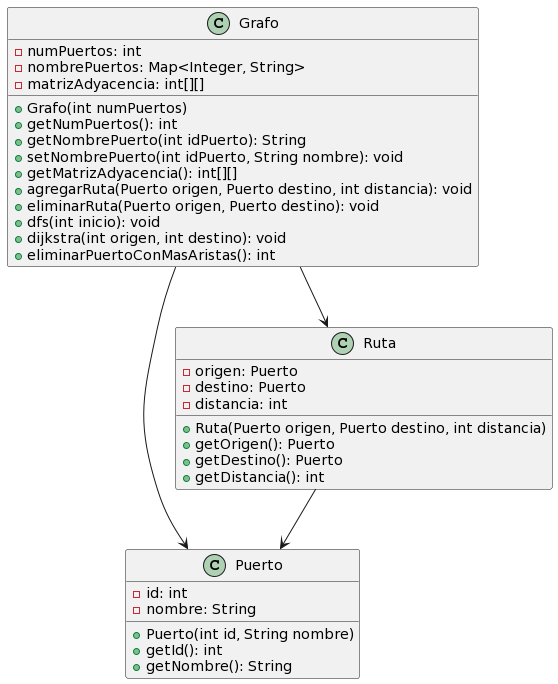 C Grafo
numPuertos: int
nombrePuertos: Map<Integer, String>
matrizAdyacencia: int[][]
Grafo(int numPuertos)
getNumPuertos(): int
getNombrePuerto(int idPuerto): String
setNombrePuerto(int idPuerto, String nombre): void
getMatrizAdyacencia(): int[][]
agregarRuta(Puerto origen, Puerto destino, int distancia): void
eliminarRuta(Puerto origen, Puerto destino): void
dfs(int inicio): void
dijkstra(int origen, int destino): void
eliminarPuertoConMasAristas(): int
C Ruta
origen: Puerto
destino: Puerto
distancia: int
Ruta(Puerto origen, Puerto destino, int distancia)
getOrigen(): Puerto
getDestino(): Puerto
getDistancia(): int
C Puerto
id: int
nombre: String
Puerto(int id, String nombre)
getId(): int
getNombre(): String